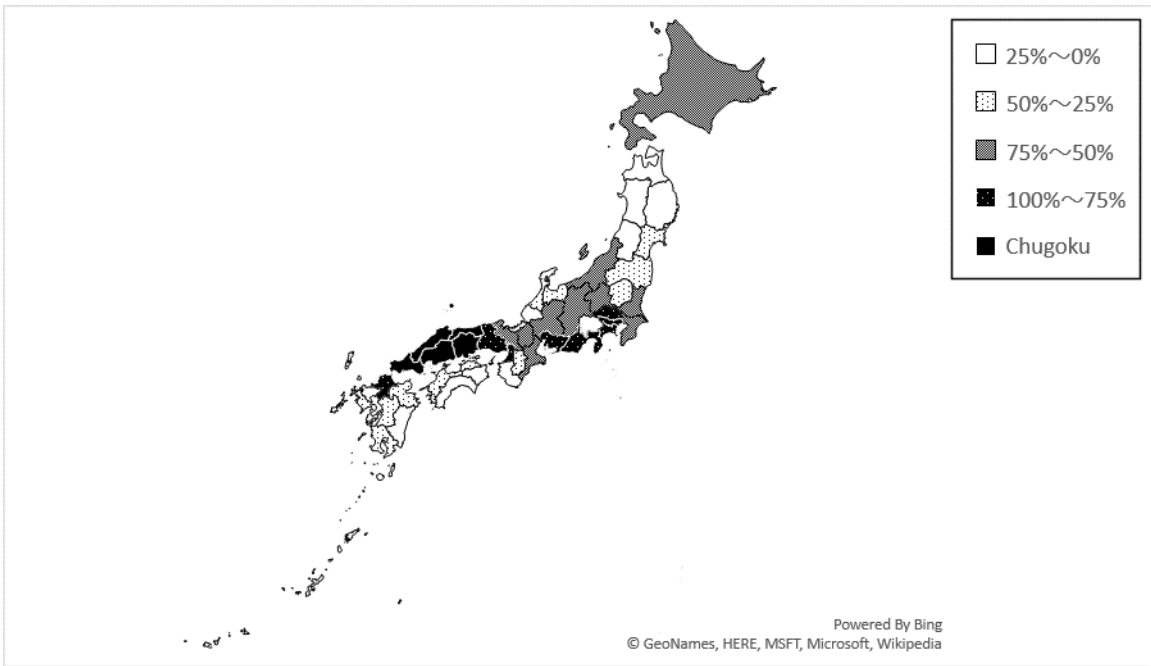 25%～0%
50%～25%
75%～50%
100%～75%
Chugoku
Powered By Bing
© GeoNames, HERE, MSFT, Microsoft, Wikipedia